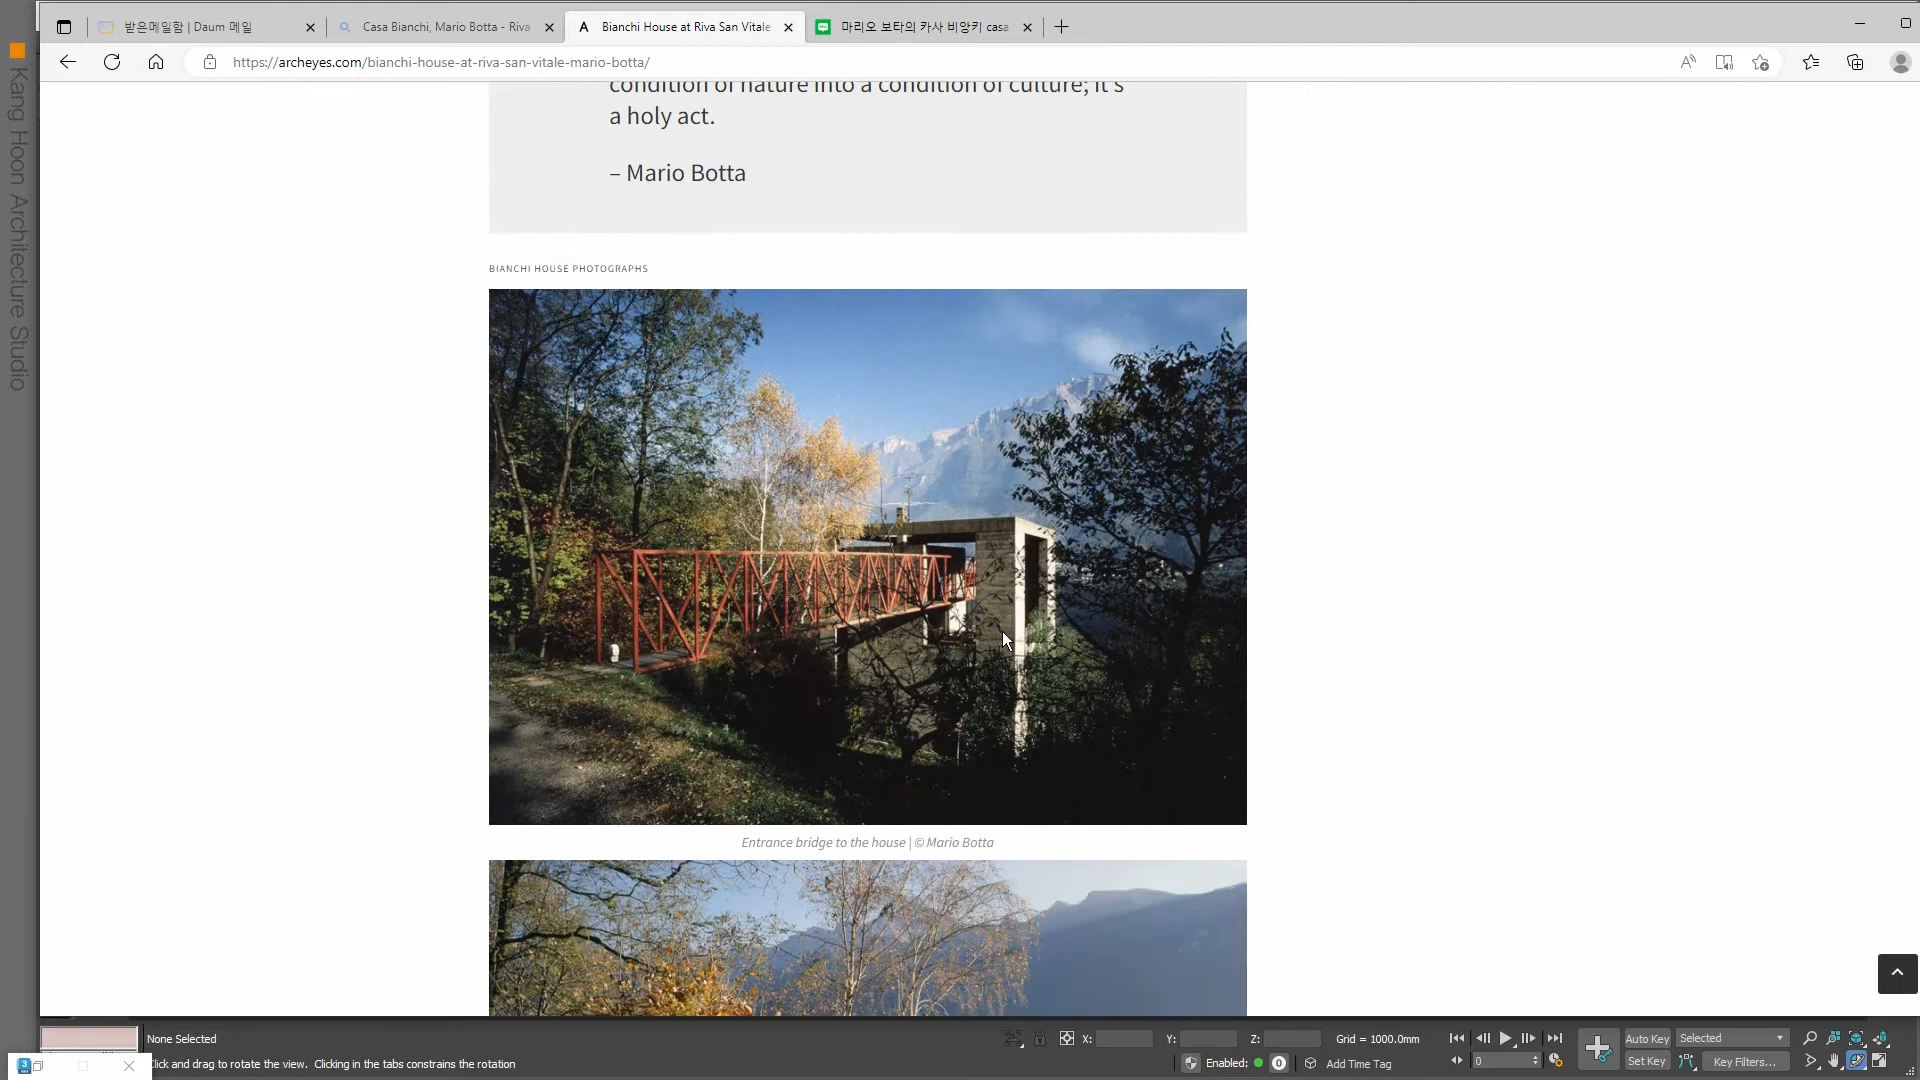 받은메일함 | Daum 메일
Casa Bianchi, Mario Botta - Riva
Bianchi House at Riva San Vitale
마리오 보타의 카사 비앙키 casa
https://archeyes.com/bianchi-house-at-riva-san-vitale-mario-botta/
Kang Hoon Architecture Studio
condition of nature into a condition of culture; it's
a holy act.
– Mario Botta
BIANCHI HOUSE PHOTOGRAPHS
Entrance bridge to the house | © Mario Botta
None Selected
Click and drag to rotate the view. Clicking in the tabs constrains the rotation
X:
Y:
Z:
Grid = 1000.0mm
Enabled:
0
Add Time Tag
0
Auto Key
Selected
Set Key
Key Filters...
3